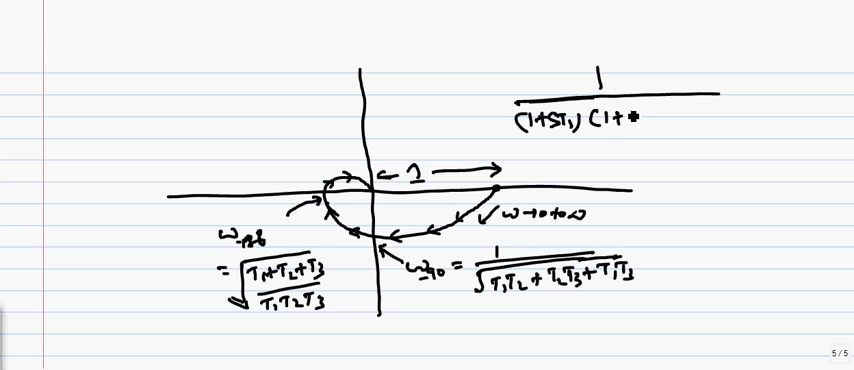 1
(1+ST₁) (1+
← 1 →
ω→0 to ∞
ω₋₁₈₀
= √(T₁+T₂+T₃ / T₁T₂T₃)
ω₋₉₀ = 1 / √(T₁T₂ + T₂T₃ + T₁T₃)
5/5